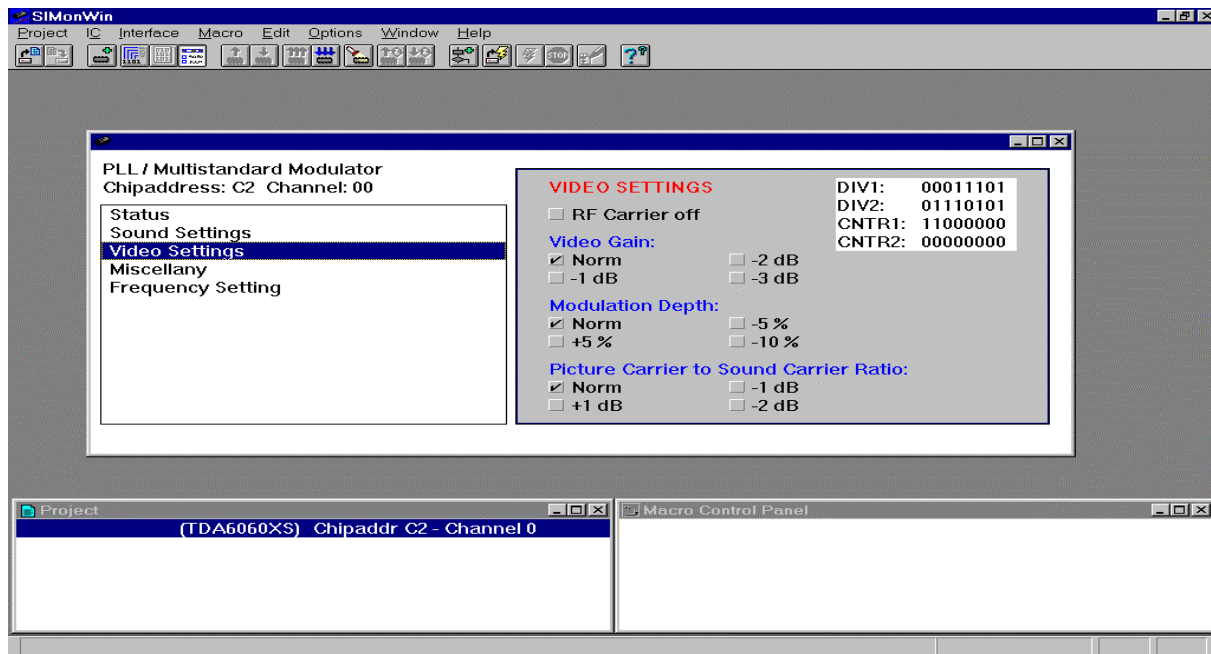 SIMonWin
Project IC Interface Macro Edit Options Window Help
PLL / Multistandard Modulator
Chipaddress: C2 Channel: 00
Status
Sound Settings
Video Settings
Miscellany
Frequency Setting
VIDEO SETTINGS
RF Carrier off
Video Gain:
Norm -2 dB
-1 dB -3 dB
Modulation Depth:
Norm -5 %
+5 % -10 %
Picture Carrier to Sound Carrier Ratio:
Norm -1 dB
+1 dB -2 dB
DIV1: 00011101
DIV2: 01110101
CNTR1: 11000000
CNTR2: 00000000
Project
(TDA6060XS) Chipaddr C2 - Channel 0
Macro Control Panel